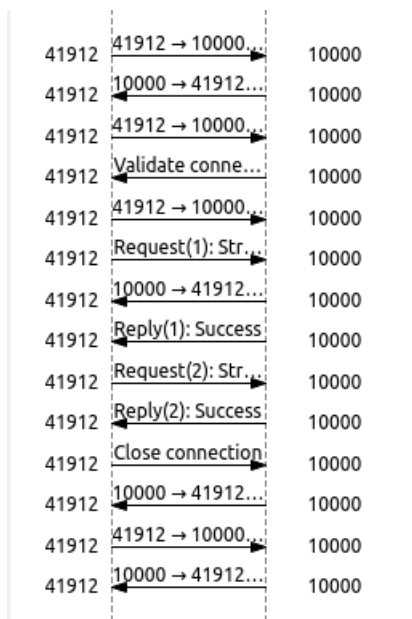 41912 41912 → 10000… 10000
41912 10000 → 41912… 10000
41912 41912 → 10000… 10000
41912 Validate conne… 10000
41912 41912 → 10000… 10000
41912 Request(1): Str… 10000
41912 10000 → 41912… 10000
41912 Reply(1): Success 10000
41912 Request(2): Str… 10000
41912 Reply(2): Success 10000
41912 Close connection 10000
41912 10000 → 41912… 10000
41912 41912 → 10000… 10000
41912 10000 → 41912… 10000